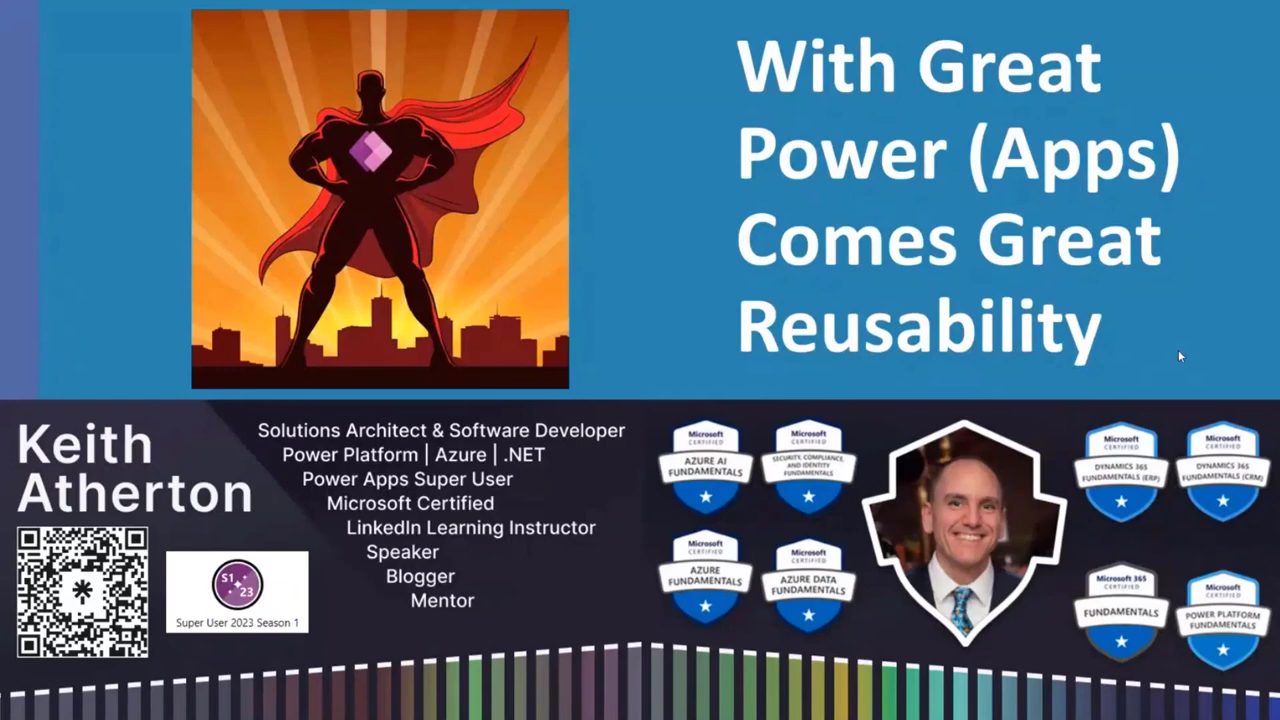 With Great
Power (Apps)
Comes Great
Reusability
Keith
Atherton
Solutions Architect & Software Developer
Power Platform | Azure | .NET
Power Apps Super User
Microsoft Certified
LinkedIn Learning Instructor
Speaker
Blogger
Mentor
S1
23
Super User 2023 Season 1
Microsoft
CERTIFIED
AZURE AI
FUNDAMENTALS
Microsoft
CERTIFIED
SECURITY, COMPLIANCE,
AND IDENTITY
FUNDAMENTALS
Microsoft
CERTIFIED
AZURE
FUNDAMENTALS
Microsoft
CERTIFIED
AZURE DATA
FUNDAMENTALS
Microsoft
CERTIFIED
DYNAMICS 365
FUNDAMENTALS (ERP)
Microsoft
CERTIFIED
DYNAMICS 365
FUNDAMENTALS (CRM)
Microsoft 365
CERTIFIED
FUNDAMENTALS
Microsoft
CERTIFIED
POWER PLATFORM
FUNDAMENTALS